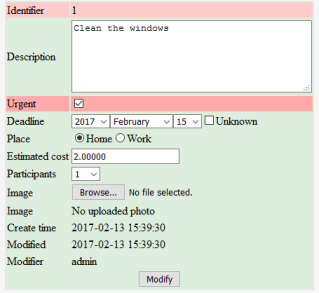 Identifier 1
Description Clean the windows
Urgent
Deadline 2017 February 15 Unknown
Place Home Work
Estimated cost 2.00000
Participants 1
Image Browse... No file selected.
Image No uploaded photo
Create time 2017-02-13 15:39:30
Modified 2017-02-13 15:39:30
Modifier admin
Modify